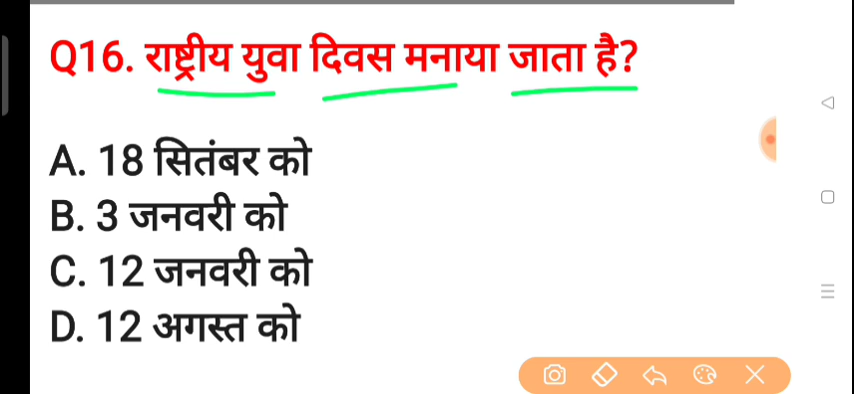 Q16. राष्ट्रीय युवा दिवस मनाया जाता है?
A. 18 सितंबर को
B. 3 जनवरी को
C. 12 जनवरी को
D. 12 अगस्त को